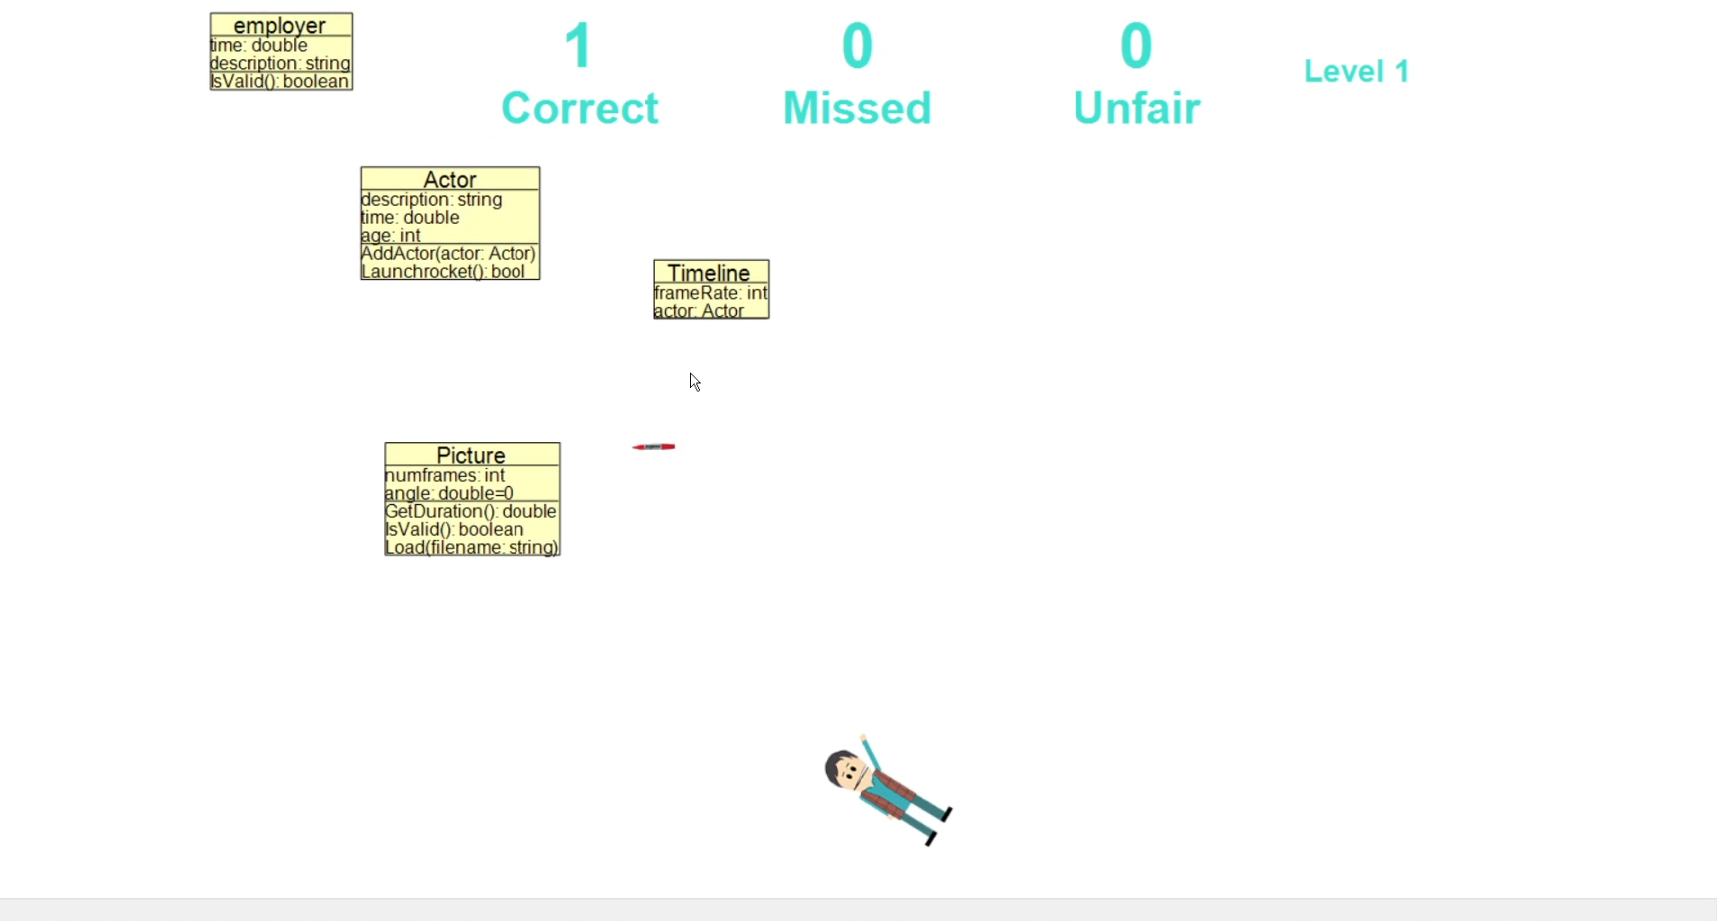 employer
time: double
description: string
IsValid(): boolean
1
Correct
0
Missed
0
Unfair
Level 1
Actor
description: string
time: double
age: int
AddActor(actor: Actor)
Launchrocket(): bool
Timeline
frameRate: int
actor: Actor
Picture
numframes: int
angle: double=0
GetDuration(): double
IsValid(): boolean
Load(filename: string)